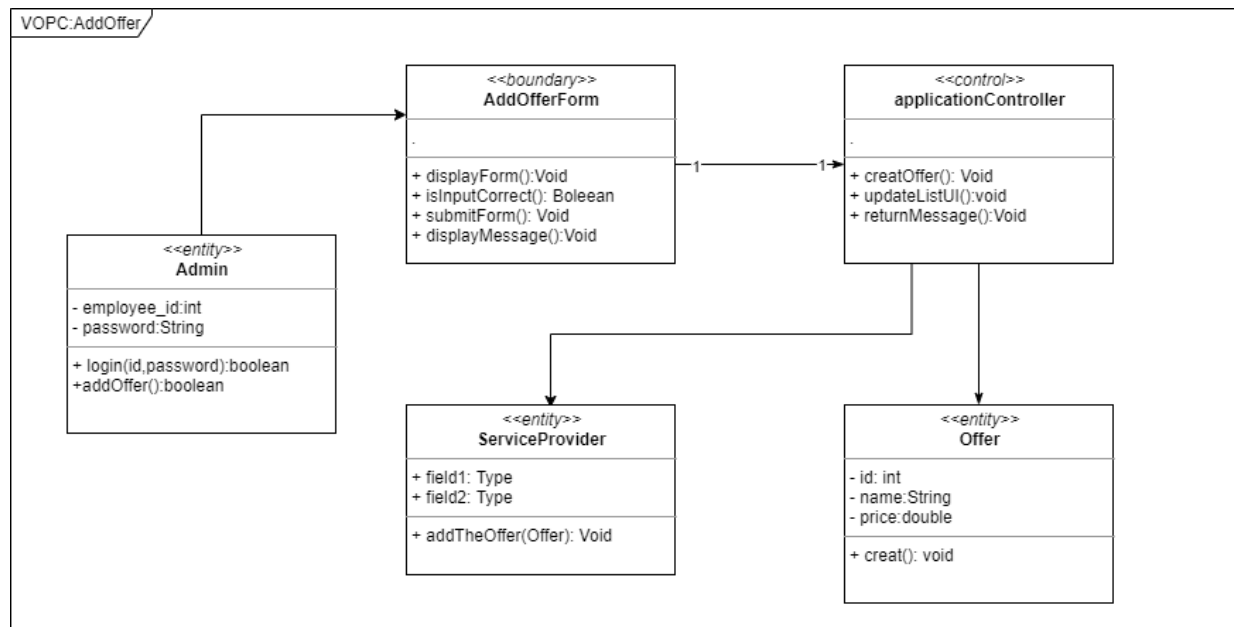 VOPC:AddOffer
<<boundary>>
AddOfferForm
.
+ displayForm():Void
+ isInputCorrect(): Boleean
+ submitForm(): Void
+ displayMessage():Void
1
1
<<control>>
applicationController
.
+ creatOffer(): Void
+ updateListUI():void
+ returnMessage():Void
<<entity>>
Admin
- employee_id:int
- password:String
+ login(id,password):boolean
+addOffer():boolean
<<entity>>
ServiceProvider
+ field1: Type
+ field2: Type
+ addTheOffer(Offer): Void
<<entity>>
Offer
- id: int
- name:String
- price:double
+ creat(): void